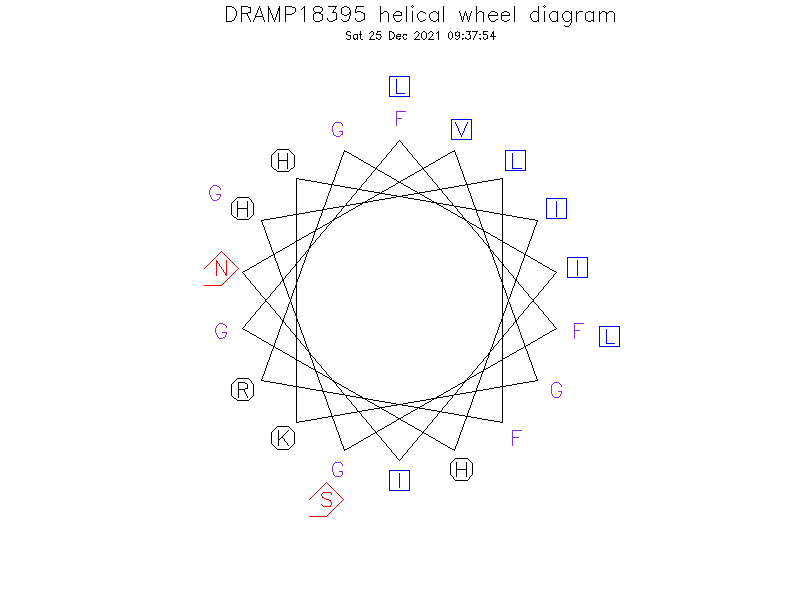 DRAMP18395 helical wheel diagram
Sat 25 Dec 2021 09:37:54
L
F
G V
H L
G H I
N I
G F L
R G
K F
G I H
S